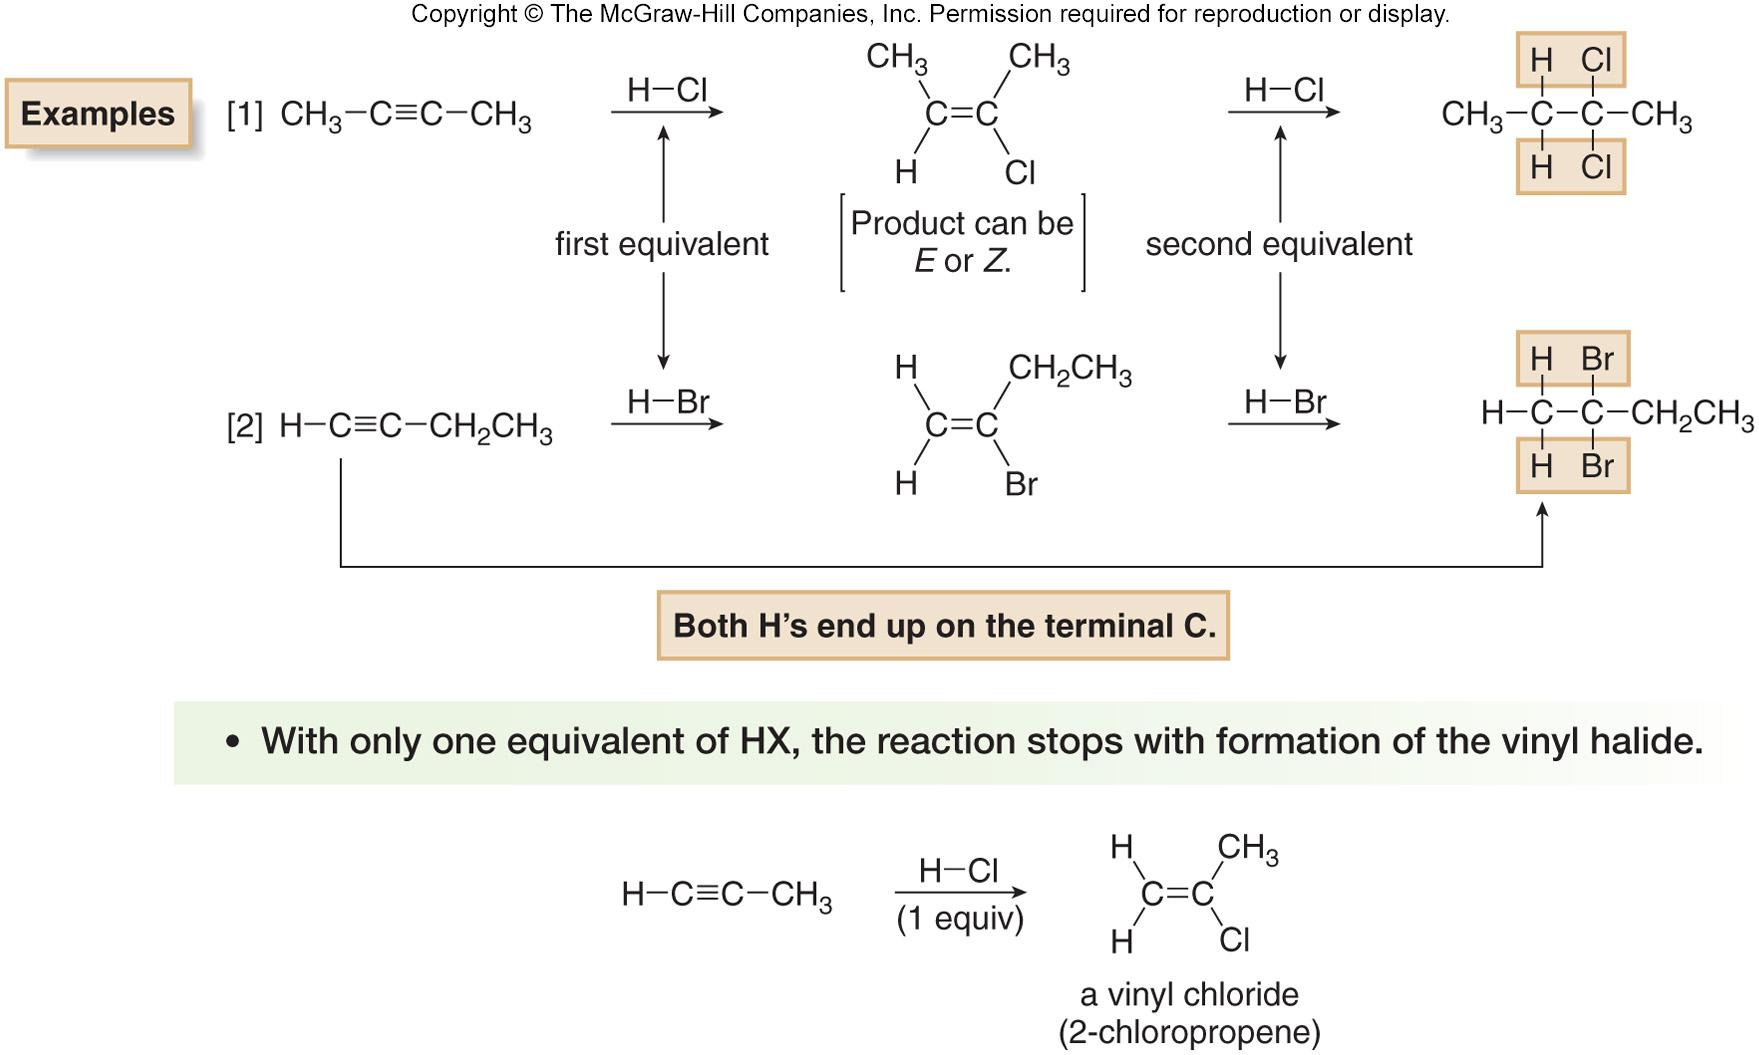 Copyright © The McGraw-Hill Companies, Inc. Permission required for reproduction or display.
Examples
[1] CH₃−C≡C−CH₃
H−Cl
CH₃ CH₃
C=C
H Cl
H−Cl
H Cl
CH₃−C−C−CH₃
H Cl
first equivalent
Product can be
E or Z.
second equivalent
[2] H−C≡C−CH₂CH₃
H−Br
H CH₂CH₃
C=C
H Br
H−Br
H Br
H−C−C−CH₂CH₃
H Br
Both H’s end up on the terminal C.
• With only one equivalent of HX, the reaction stops with formation of the vinyl halide.
H−C≡C−CH₃
H−Cl
(1 equiv)
H CH₃
C=C
H Cl
a vinyl chloride
(2-chloropropene)